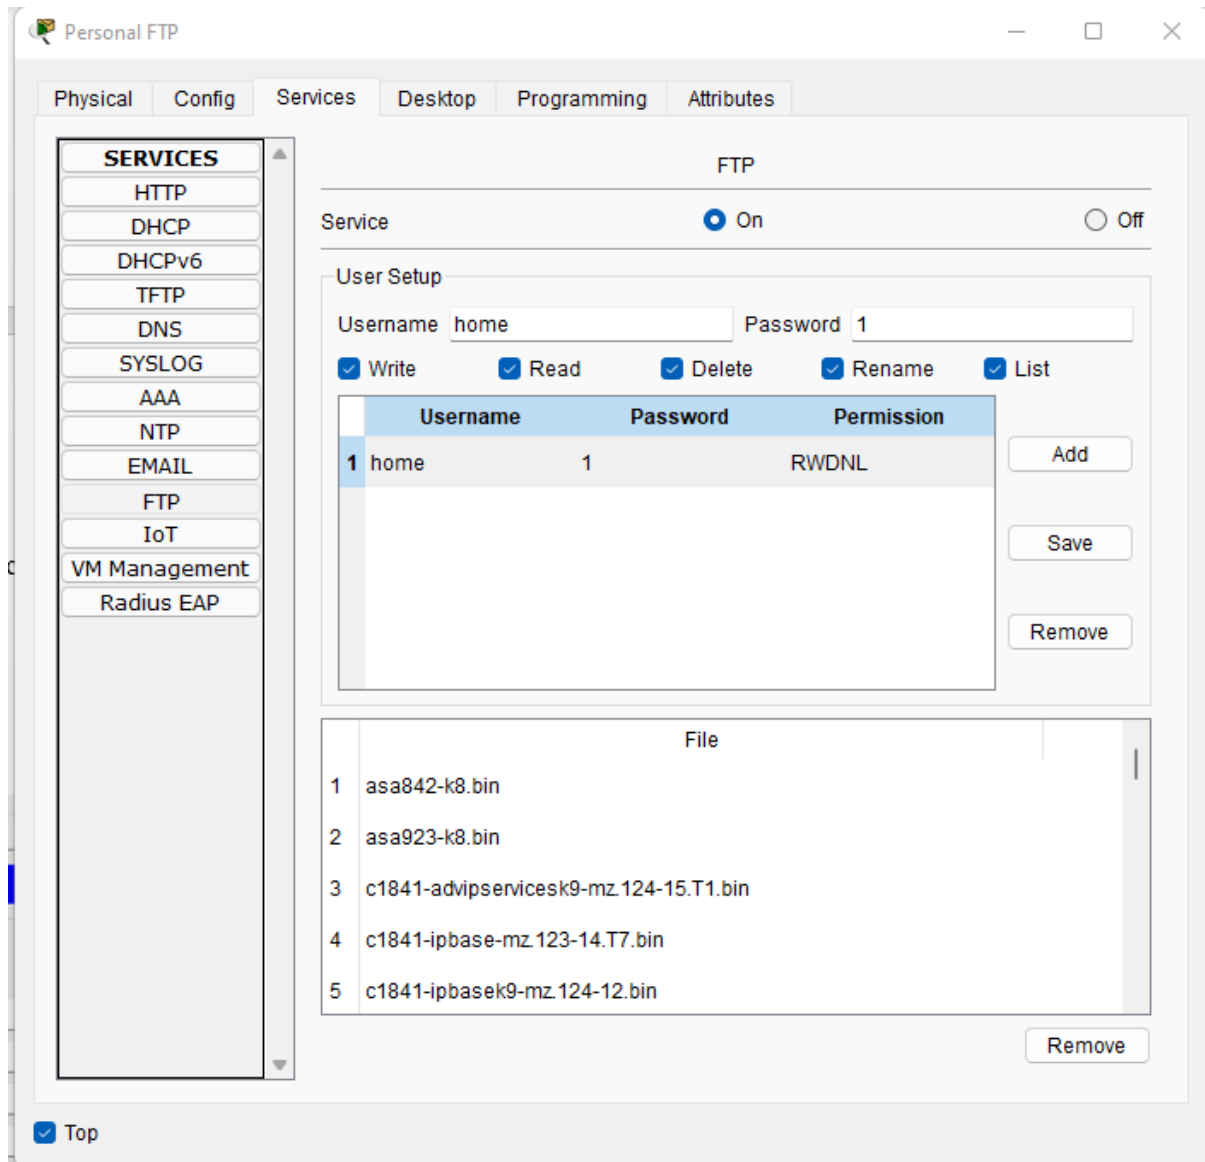 Personal FTP
Physical Config Services Desktop Programming Attributes
SERVICES
HTTP
DHCP
DHCPv6
TFTP
DNS
SYSLOG
AAA
NTP
EMAIL
FTP
IoT
VM Management
Radius EAP
FTP
Service On Off
User Setup
Username home Password 1
Write Read Delete Rename List
Username Password Permission
1 home 1 RWDNL
Add
Save
Remove
File
1 asa842-k8.bin
2 asa923-k8.bin
3 c1841-advipservicesk9-mz.124-15.T1.bin
4 c1841-ipbase-mz.123-14.T7.bin
5 c1841-ipbasek9-mz.124-12.bin
Remove
Top